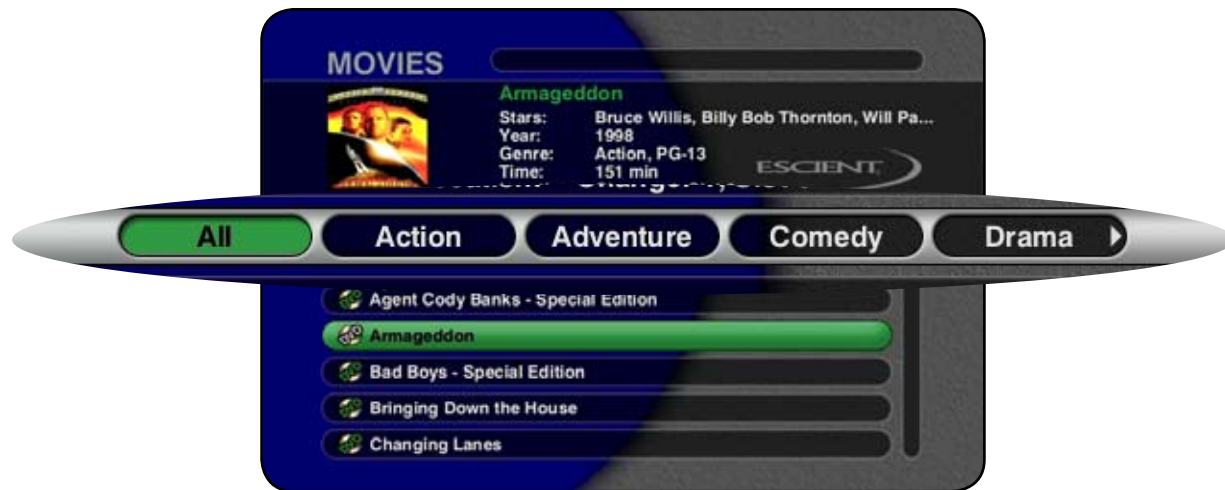 MOVIES
Armageddon
Stars: Bruce Willis, Billy Bob Thornton, Will Pa...
Year: 1998
Genre: Action, PG-13
Time: 151 min
ESCIENT
All Action Adventure Comedy Drama
Agent Cody Banks - Special Edition
Armageddon
Bad Boys - Special Edition
Bringing Down the House
Changing Lanes